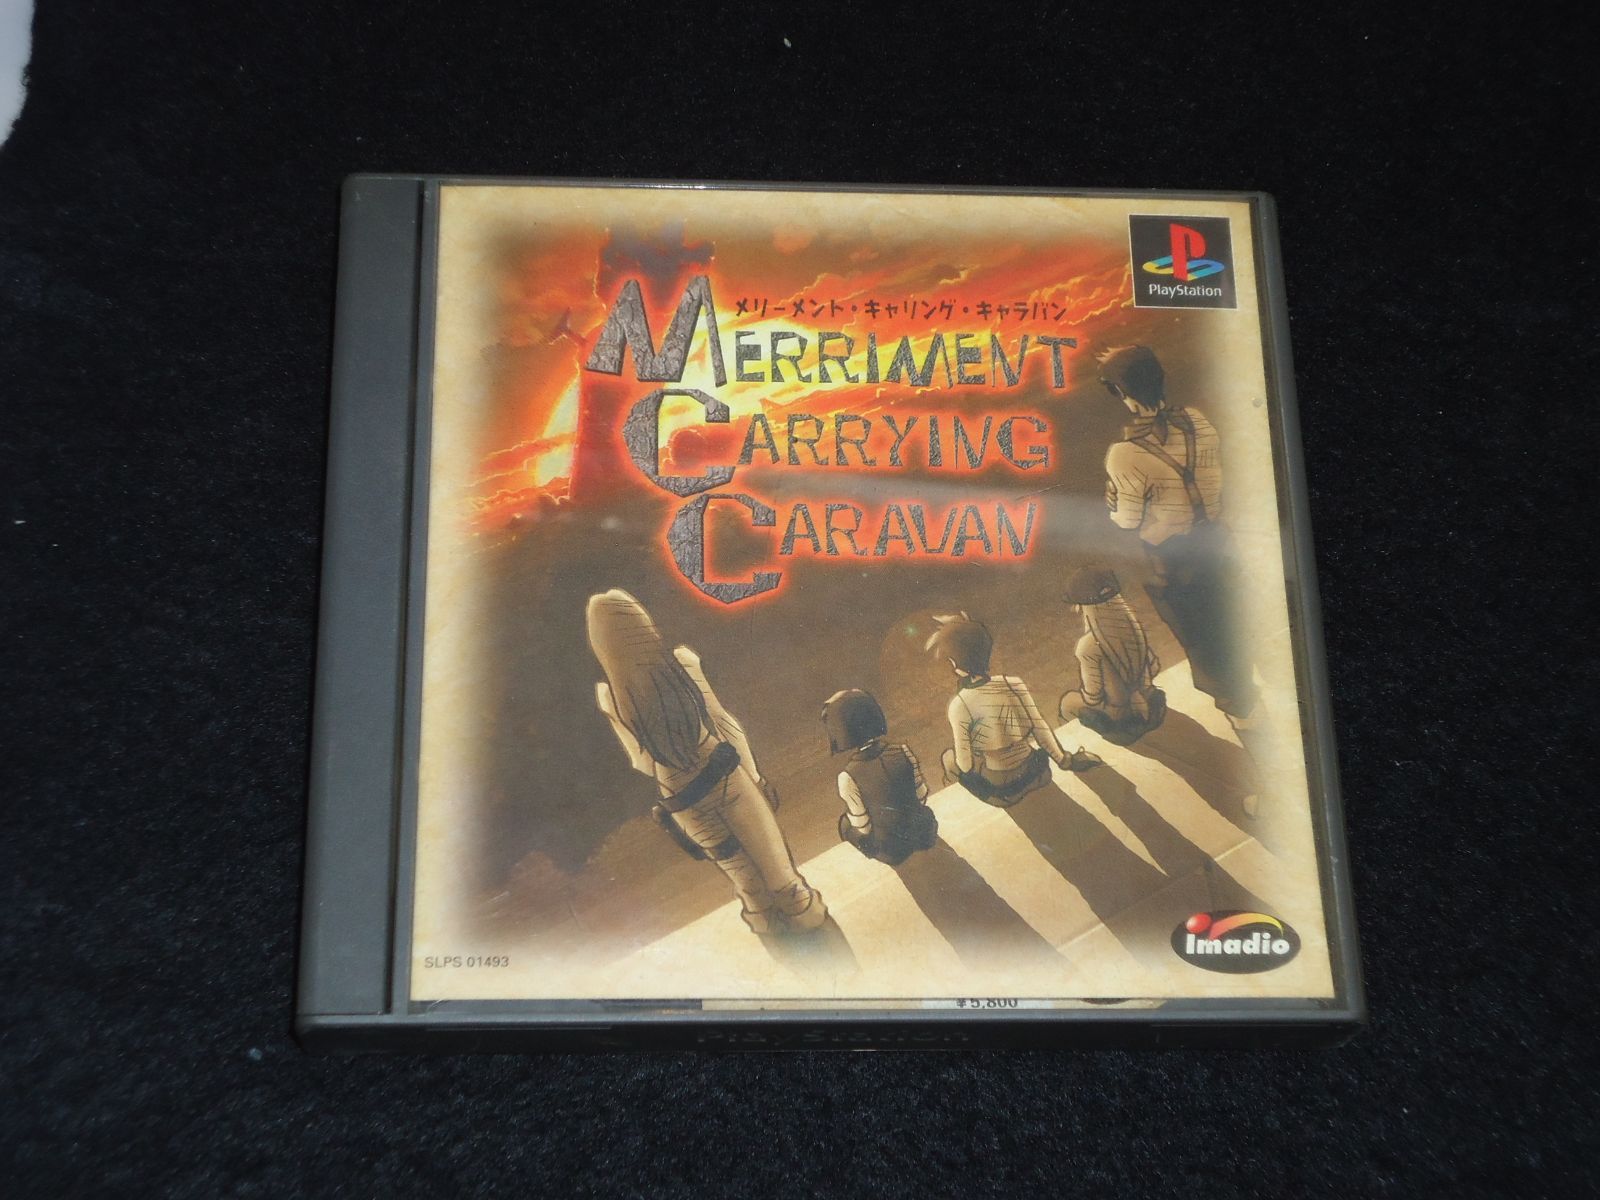 PlayStation
メリーメント・キャリング・キャラバン
MERRIMENT
CARRYING
CARAVAN
imadio
SLPS 01493
¥5,800
PlayStation